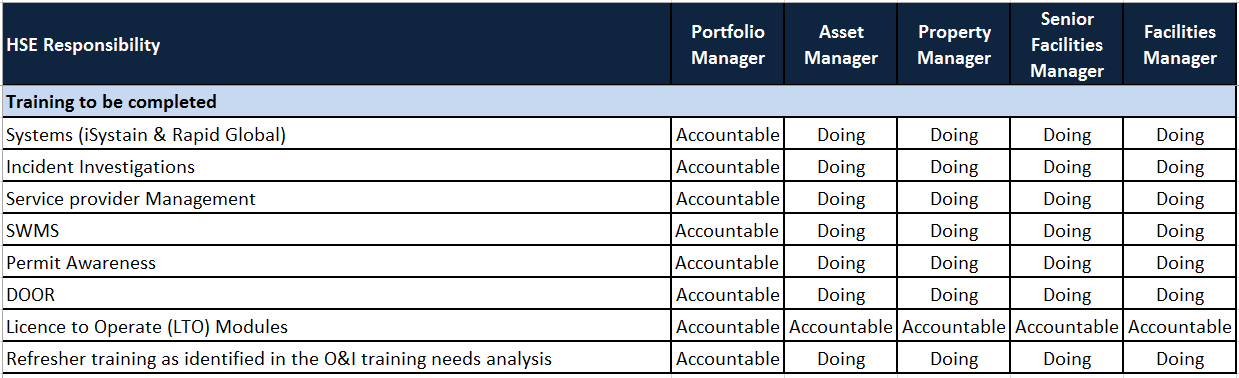 HSE Responsibility Portfolio Manager Asset Manager Property Manager Senior Facilities Manager Facilities Manager
Training to be completed
Systems (iSystain & Rapid Global) Accountable Doing Doing Doing Doing
Incident Investigations Accountable Doing Doing Doing Doing
Service provider Management Accountable Doing Doing Doing Doing
SWMS Accountable Doing Doing Doing Doing
Permit Awareness Accountable Doing Doing Doing Doing
DOOR Accountable Doing Doing Doing Doing
Licence to Operate (LTO) Modules Accountable Accountable Accountable Accountable Accountable
Refresher training as identified in the O&I training needs analysis Accountable Doing Doing Doing Doing